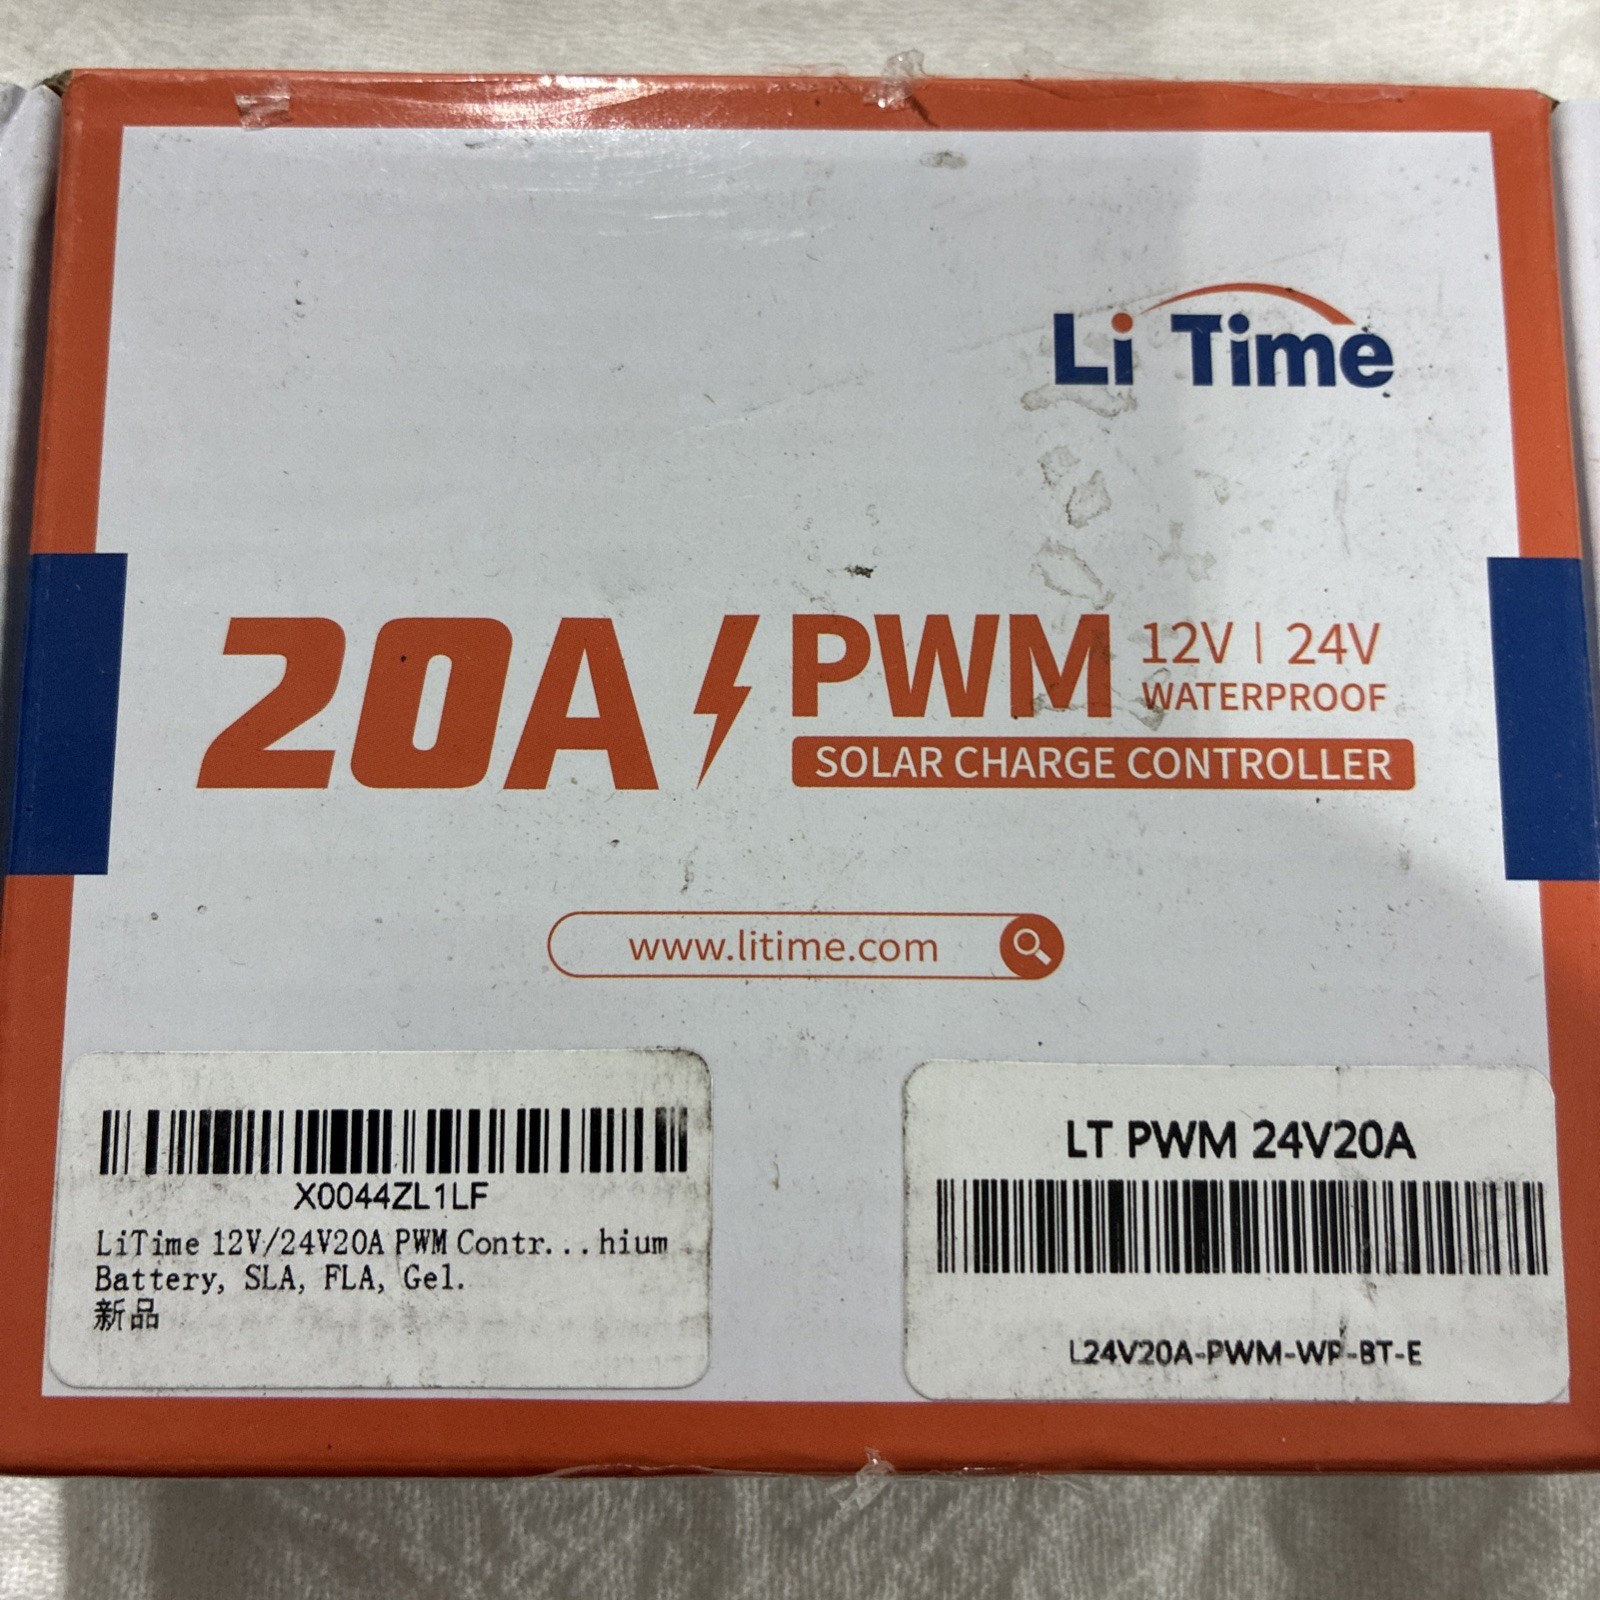 Li Time
20A PWM 12V | 24V
WATERPROOF
SOLAR CHARGE CONTROLLER
www.litime.com
X0044ZL1LF
LiTime 12V/24V20A PWM Contr...hium
Battery, SLA, FLA, Gel.
新品
LT PWM 24V20A
L24V20A-PWM-WP-BT-E